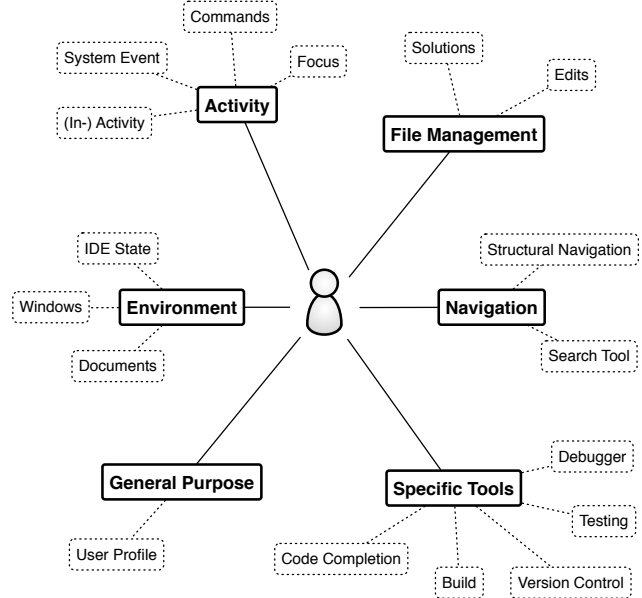 Commands
System Event
Focus
(In-) Activity
Activity
Solutions
Edits
File Management
IDE State
Windows
Environment
Documents
Structural Navigation
Navigation
Search Tool
General Purpose
User Profile
Debugger
Specific Tools
Testing
Code Completion
Build
Version Control